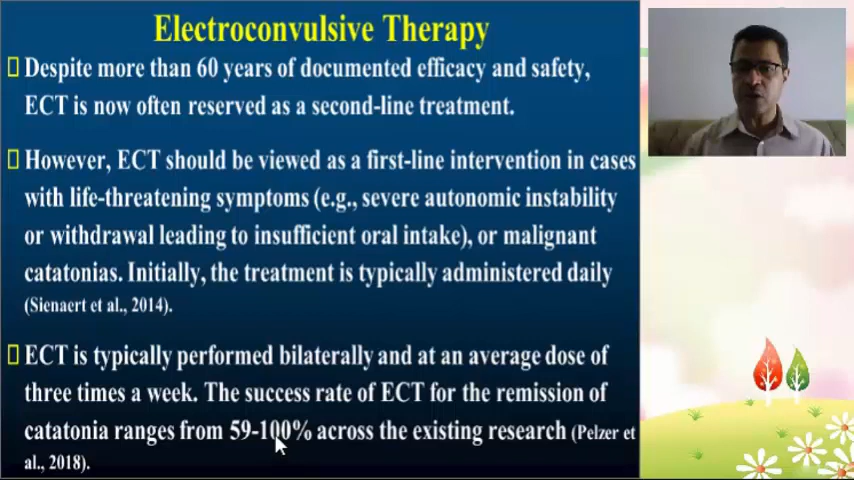 Electroconvulsive Therapy
Despite more than 60 years of documented efficacy and safety,
ECT is now often reserved as a second-line treatment.
However, ECT should be viewed as a first-line intervention in cases
with life-threatening symptoms (e.g., severe autonomic instability
or withdrawal leading to insufficient oral intake), or malignant
catatonias. Initially, the treatment is typically administered daily
(Sienaert et al., 2014).
ECT is typically performed bilaterally and at an average dose of
three times a week. The success rate of ECT for the remission of
catatonia ranges from 59-100% across the existing research (Pelzer et
al., 2018).